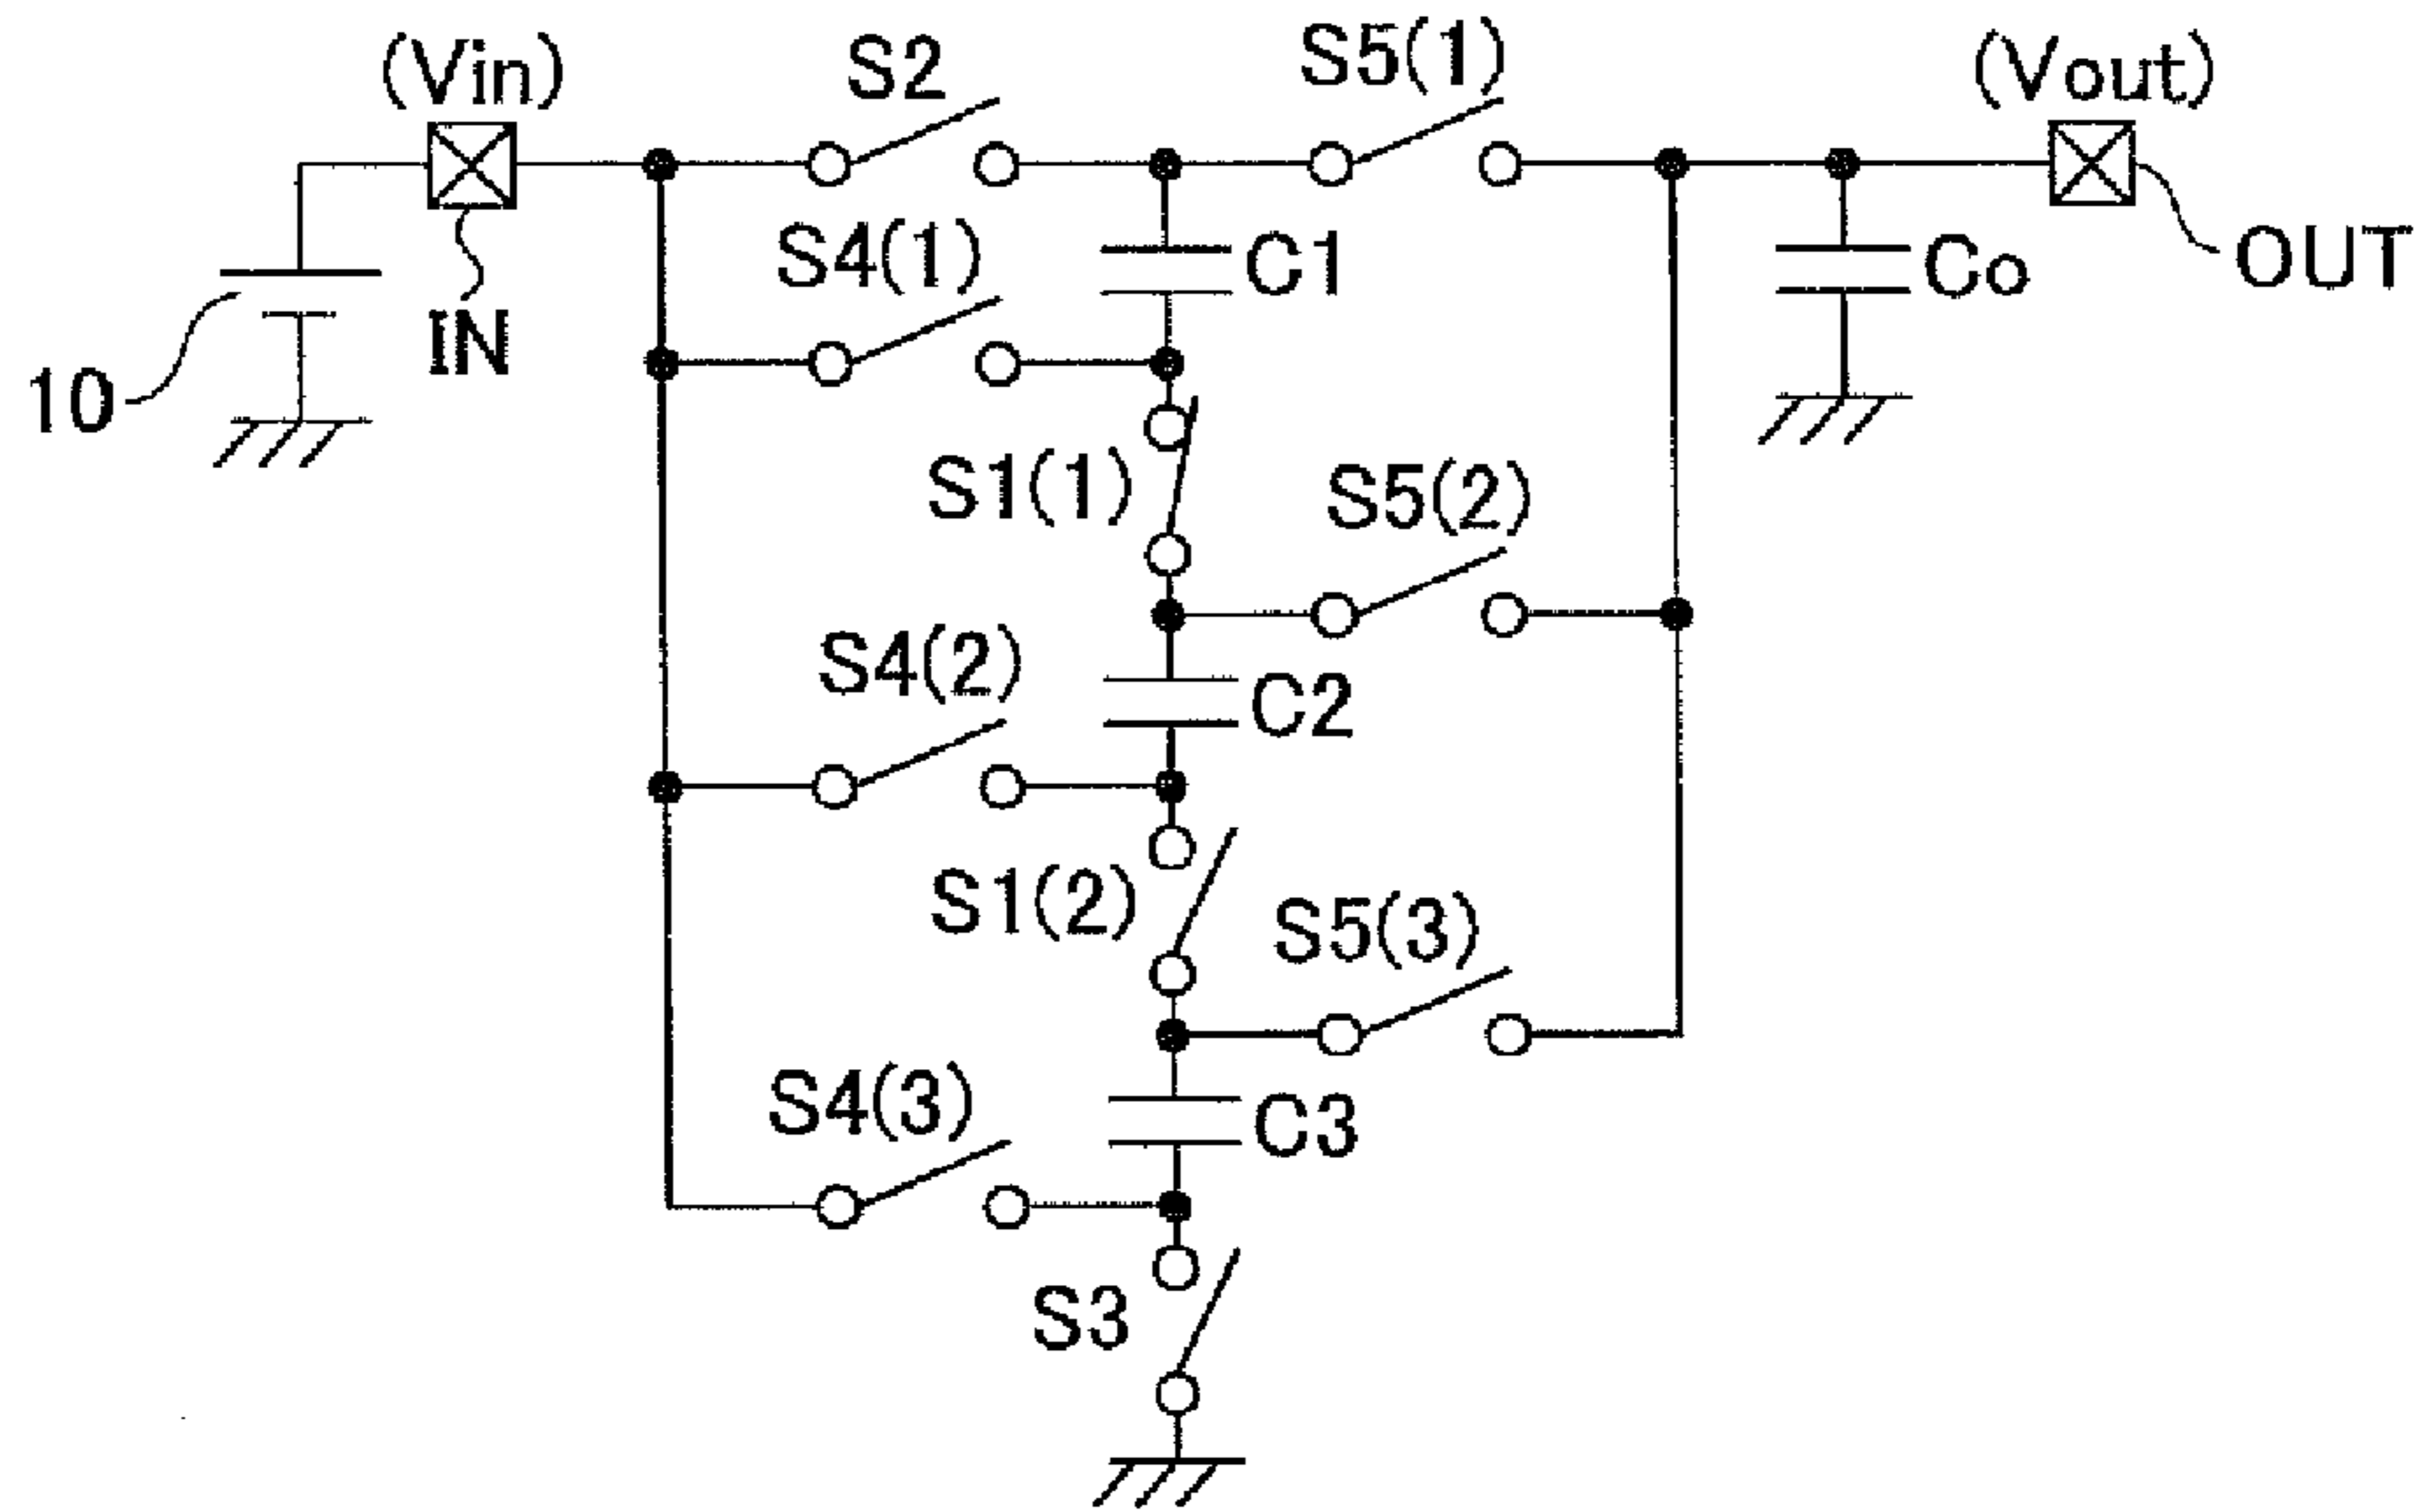 (Vin)
S2
S5(1)
(Vout)
S4(1)
C1
Co
OUT
10
IN
S1(1)
S5(2)
S4(2)
C2
S1(2)
S5(3)
S4(3)
C3
S3